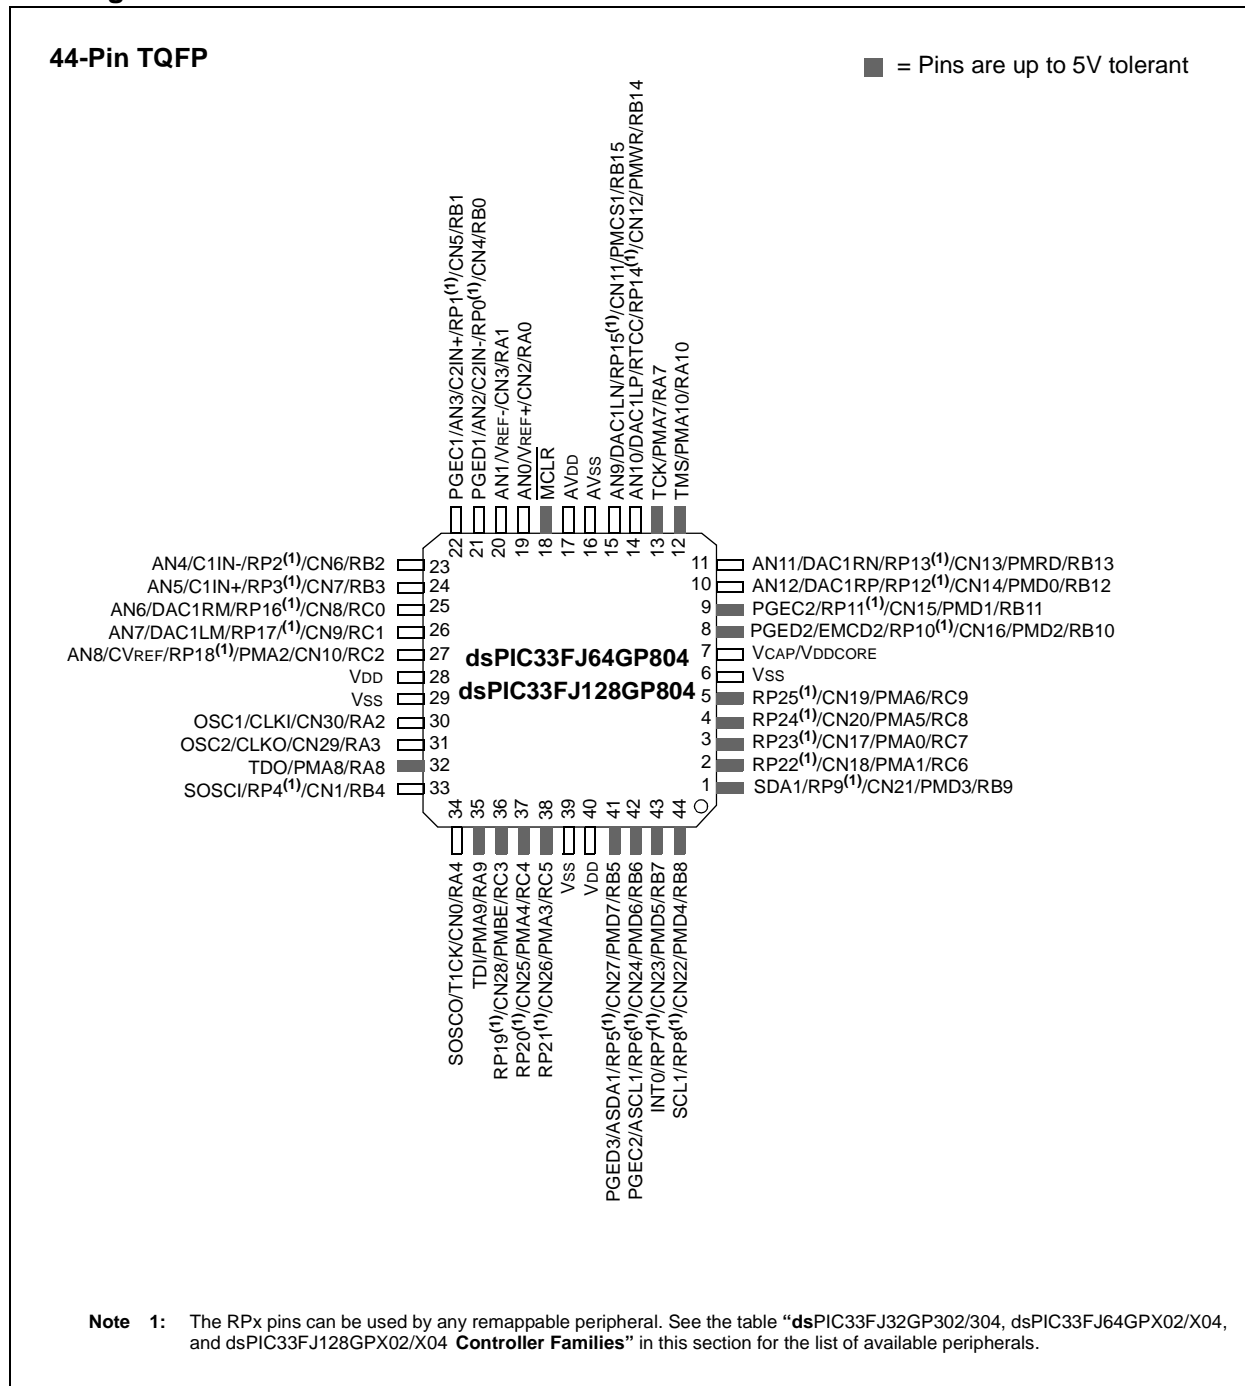 44-Pin TQFP
= Pins are up to 5V tolerant
PGEC1/AN3/C2IN+/RP1(1)/CN5/RB1
PGED1/AN2/C2IN-/RP0(1)/CN4/RB0
AN1/VREF-/CN3/RA1
AN0/VREF+/CN2/RA0
MCLR
AVDD
AVSS
AN9/DAC1LN/RP15(1)/CN11/PMCS1/RB15
AN10/DAC1LP/RTCC/RP14(1)/CN12/PMWR/RB14
TCK/PMA7/RA7
TMS/PMA10/RA10
22 21 20 19 18 17 16 15 14 13 12
AN4/C1IN-/RP2(1)/CN6/RB2 23
AN5/C1IN+/RP3(1)/CN7/RB3 24
AN6/DAC1RM/RP16(1)/CN8/RC0 25
AN7/DAC1LM/RP17/(1)/CN9/RC1 26
AN8/CVREF/RP18(1)/PMA2/CN10/RC2 27
VDD 28
VSS 29
OSC1/CLKI/CN30/RA2 30
OSC2/CLKO/CN29/RA3 31
TDO/PMA8/RA8 32
SOSCI/RP4(1)/CN1/RB4 33
dsPIC33FJ64GP804
dsPIC33FJ128GP804
11 AN11/DAC1RN/RP13(1)/CN13/PMRD/RB13
10 AN12/DAC1RP/RP12(1)/CN14/PMD0/RB12
9 PGEC2/RP11(1)/CN15/PMD1/RB11
8 PGED2/EMCD2/RP10(1)/CN16/PMD2/RB10
7 VCAP/VDDCORE
6 VSS
5 RP25(1)/CN19/PMA6/RC9
4 RP24(1)/CN20/PMA5/RC8
3 RP23(1)/CN17/PMA0/RC7
2 RP22(1)/CN18/PMA1/RC6
1 SDA1/RP9(1)/CN21/PMD3/RB9
34 35 36 37 38 39 40 41 42 43 44
SOSCO/T1CK/CN0/RA4
TDI/PMA9/RA9
RP19(1)/CN28/PMBE/RC3
RP20(1)/CN25/PMA4/RC4
RP21(1)/CN26/PMA3/RC5
VSS
VDD
PGED3/ASDA1/RP5(1)/CN27/PMD7/RB5
PGEC2/ASCL1/RP6(1)/CN24/PMD6/RB6
INT0/RP7(1)/CN23/PMD5/RB7
SCL1/RP8(1)/CN22/PMD4/RB8
Note 1: The RPx pins can be used by any remappable peripheral. See the table "dsPIC33FJ32GP302/304, dsPIC33FJ64GPX02/X04,
and dsPIC33FJ128GPX02/X04 Controller Families" in this section for the list of available peripherals.